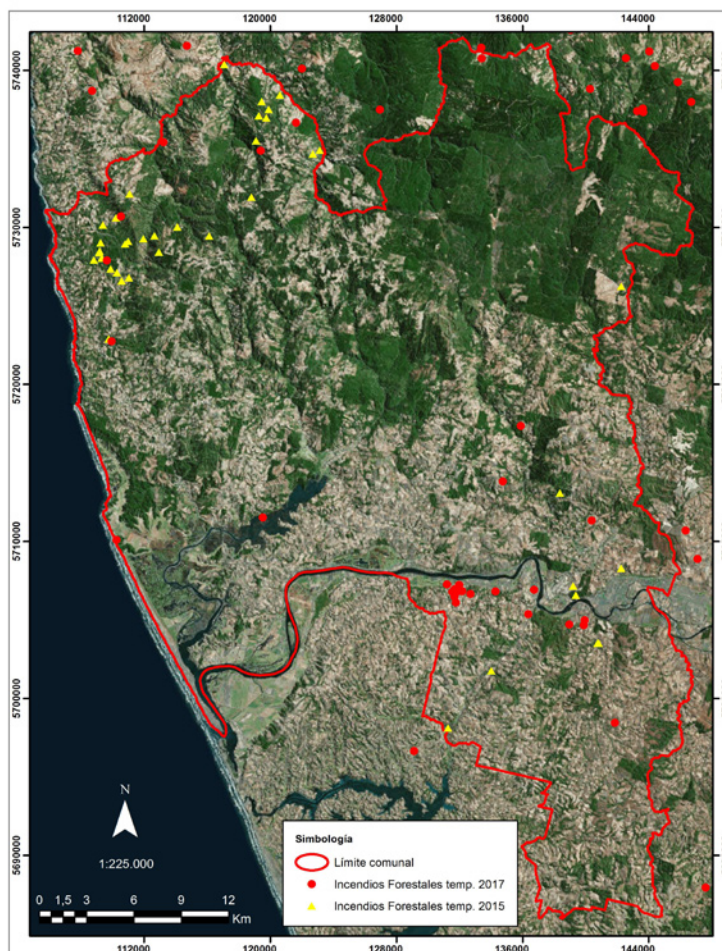 112000 120000 128000 136000 144000
5740000
5730000
5720000
5710000
5700000
5690000
N
1:225.000
0 1,5 3 6 9 12
Km
Simbología
Límite comunal
Incendios Forestales temp. 2017
Incendios Forestales temp. 2015
112000 120000 128000 136000 144000